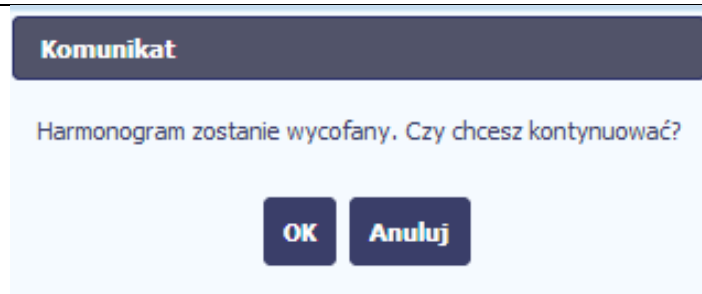 Komunikat
Harmonogram zostanie wycofany. Czy chcesz kontynuować?
OK Anuluj